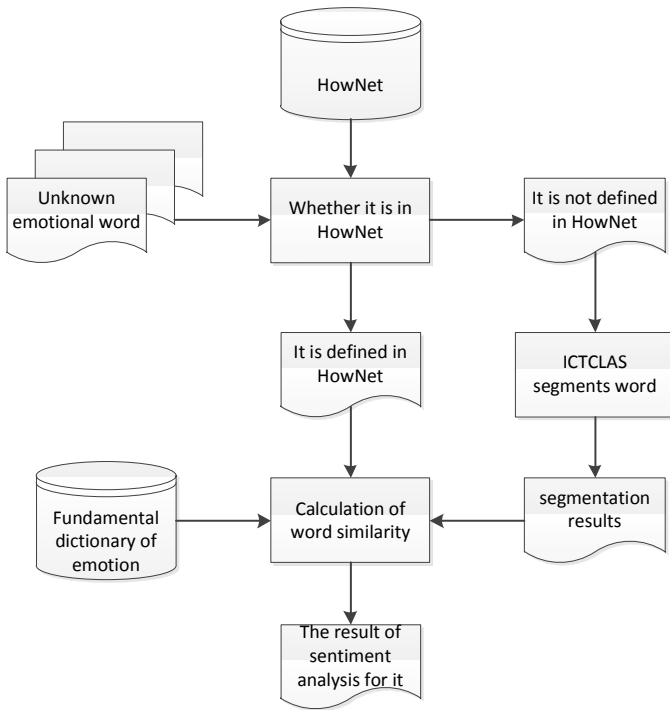 HowNet
Unknown
emotional word
Whether it is in
HowNet
It is not defined
in HowNet
It is defined in
HowNet
ICTCLAS
segments word
Fundamental
dictionary of
emotion
Calculation of
word similarity
segmentation
results
The result of
sentiment
analysis for it